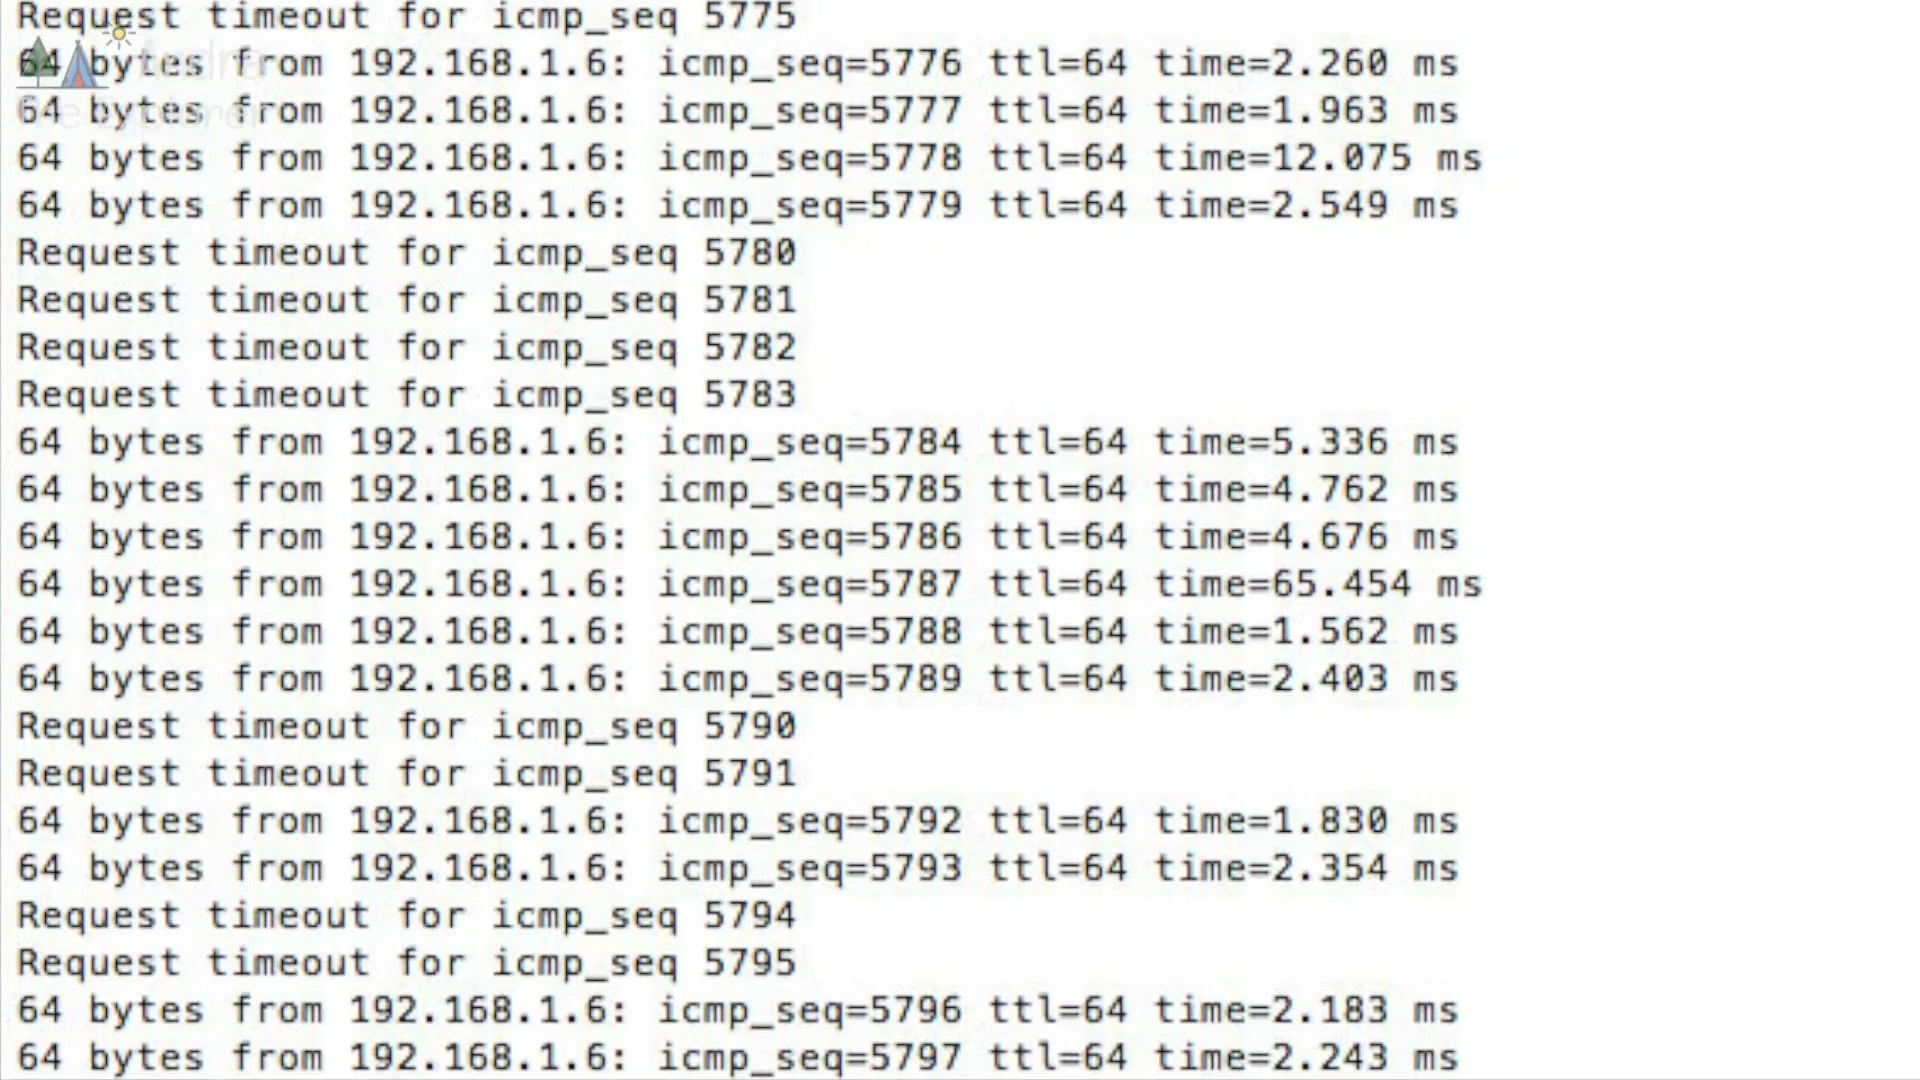 Request timeout for icmp_seq 5775
64 bytes from 192.168.1.6: icmp_seq=5776 ttl=64 time=2.260 ms
64 bytes from 192.168.1.6: icmp_seq=5777 ttl=64 time=1.963 ms
64 bytes from 192.168.1.6: icmp_seq=5778 ttl=64 time=12.075 ms
64 bytes from 192.168.1.6: icmp_seq=5779 ttl=64 time=2.549 ms
Request timeout for icmp_seq 5780
Request timeout for icmp_seq 5781
Request timeout for icmp_seq 5782
Request timeout for icmp_seq 5783
64 bytes from 192.168.1.6: icmp_seq=5784 ttl=64 time=5.336 ms
64 bytes from 192.168.1.6: icmp_seq=5785 ttl=64 time=4.762 ms
64 bytes from 192.168.1.6: icmp_seq=5786 ttl=64 time=4.676 ms
64 bytes from 192.168.1.6: icmp_seq=5787 ttl=64 time=65.454 ms
64 bytes from 192.168.1.6: icmp_seq=5788 ttl=64 time=1.562 ms
64 bytes from 192.168.1.6: icmp_seq=5789 ttl=64 time=2.403 ms
Request timeout for icmp_seq 5790
Request timeout for icmp_seq 5791
64 bytes from 192.168.1.6: icmp_seq=5792 ttl=64 time=1.830 ms
64 bytes from 192.168.1.6: icmp_seq=5793 ttl=64 time=2.354 ms
Request timeout for icmp_seq 5794
Request timeout for icmp_seq 5795
64 bytes from 192.168.1.6: icmp_seq=5796 ttl=64 time=2.183 ms
64 bytes from 192.168.1.6: icmp_seq=5797 ttl=64 time=2.243 ms